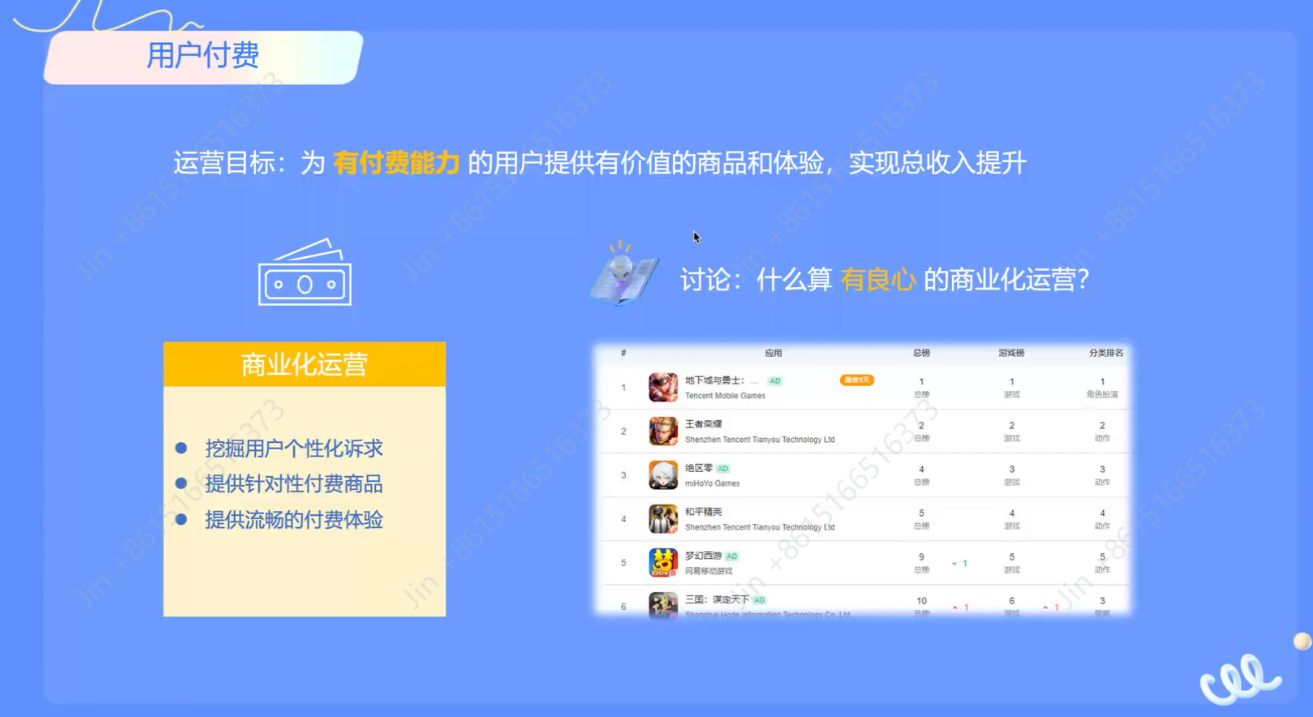 用户付费
运营目标：为 有付费能力 的用户提供有价值的商品和体验，实现总收入提升
讨论：什么算 有良心 的商业化运营？
商业化运营
挖掘用户个性化诉求
提供针对性付费商品
提供流畅的付费体验
# 应用 总榜 游戏榜 分类排名
1 地下城与勇士：... AD 1 1 1
Tencent Mobile Games 总榜 游戏 角色扮演
2 王者荣耀 2 2 2
Shenzhen Tencent Tianyou Technology Ltd 总榜 游戏 动作
3 绝区零 AD 4 3 3
miHoYo Games 总榜 游戏 动作
4 和平精英 5 4 4
Shenzhen Tencent Tianyou Technology Ltd 总榜 游戏 动作
5 梦幻西游 AD 9 1 5 5
网易移动游戏 总榜 游戏 动作
6 三国：谋定天下 AD 10 1 6 1 3
Shanghai Hode Information Technology Co. Ltd 总榜 游戏
Jin +8615166516373